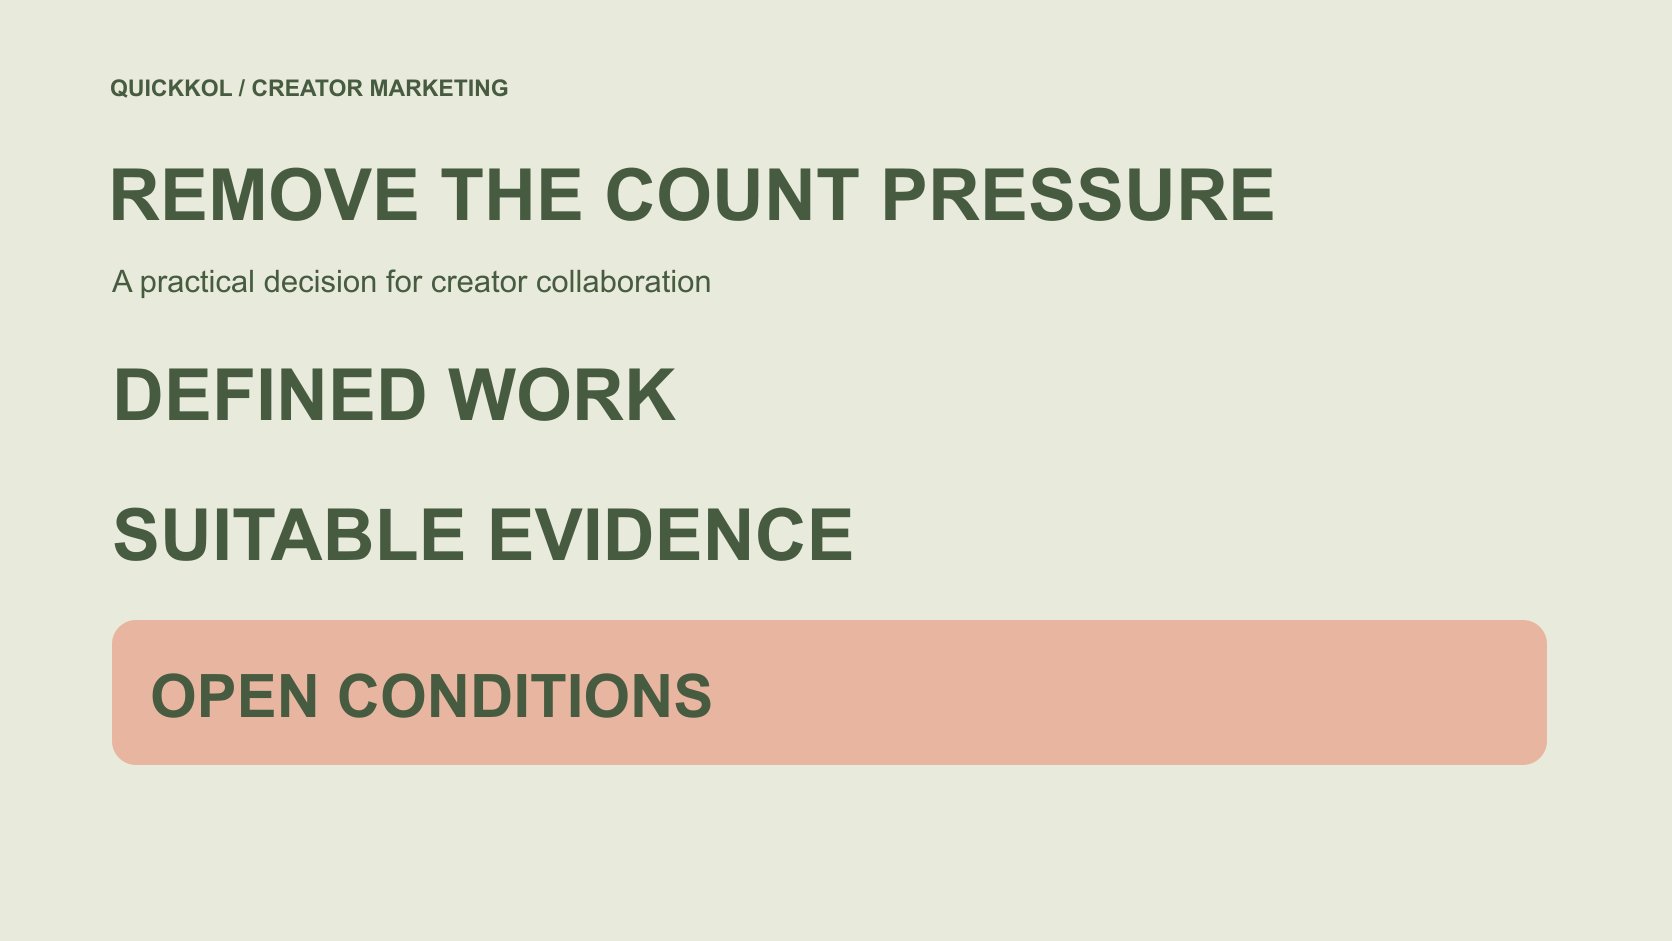 QUICKKOL / CREATOR MARKETING
REMOVE THE COUNT PRESSURE
A practical decision for creator collaboration
DEFINED WORK
SUITABLE EVIDENCE
OPEN CONDITIONS